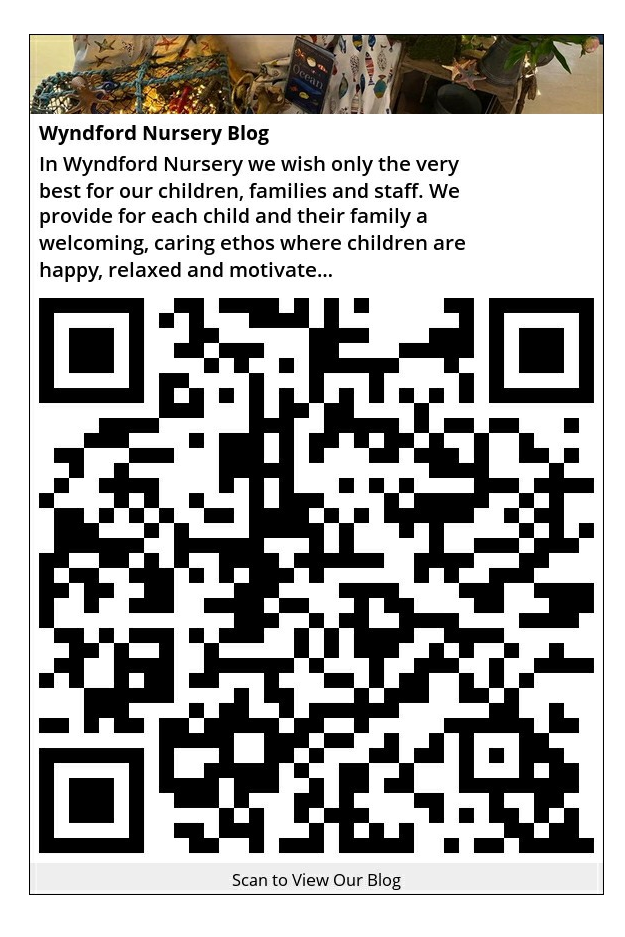 Ocean
Wyndford Nursery Blog
In Wyndford Nursery we wish only the very
best for our children, families and staff. We
provide for each child and their family a
welcoming, caring ethos where children are
happy, relaxed and motivate...
Scan to View Our Blog